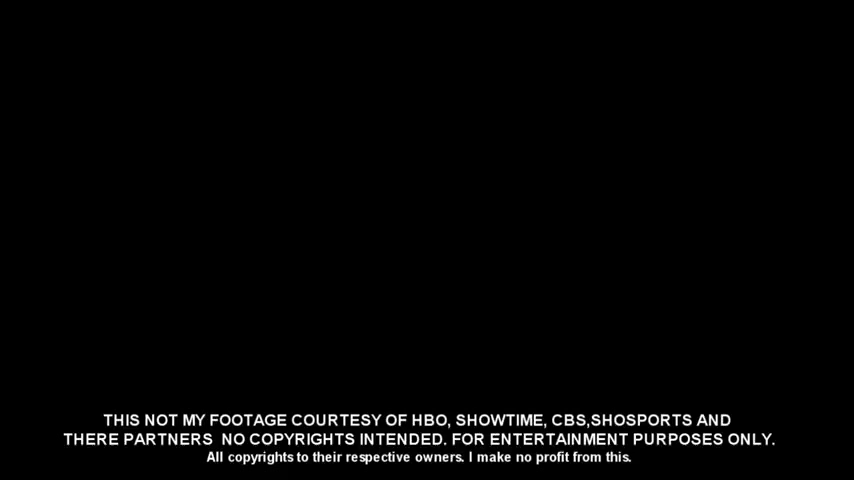 THIS NOT MY FOOTAGE COURTESY OF HBO, SHOWTIME, CBS,SHOSPORTS AND
THERE PARTNERS  NO COPYRIGHTS INTENDED. FOR ENTERTAINMENT PURPOSES ONLY.
All copyrights to their respective owners. I make no profit from this.